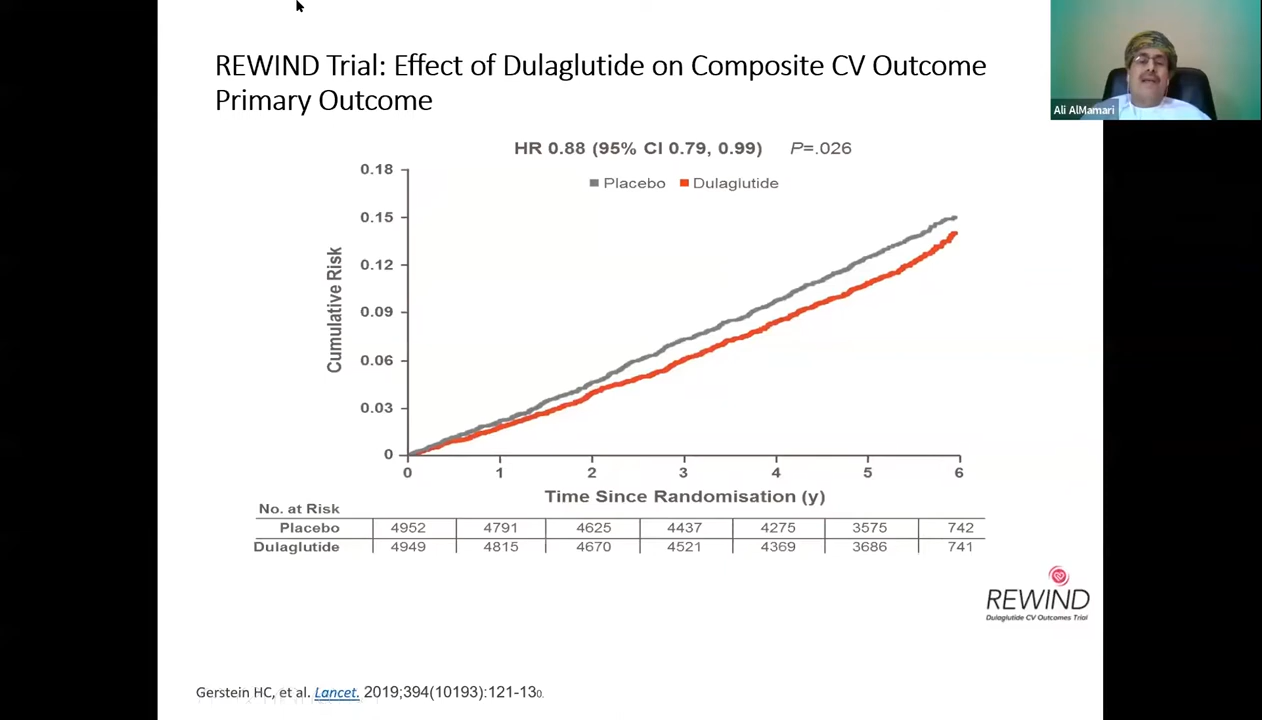 REWIND Trial: Effect of Dulaglutide on Composite CV Outcome
Primary Outcome
Ali AlMamari
HR 0.88 (95% CI 0.79, 0.99) P=.026
Placebo Dulaglutide
Cumulative Risk
0.18
0.15
0.12
0.09
0.06
0.03
0
0 1 2 3 4 5 6
Time Since Randomisation (y)
No. at Risk
Placebo 4952 4791 4625 4437 4275 3575 742
Dulaglutide 4949 4815 4670 4521 4369 3686 741
REWIND
Dulaglutide CV Outcomes Trial
Gerstein HC, et al. Lancet. 2019;394(10193):121-130.